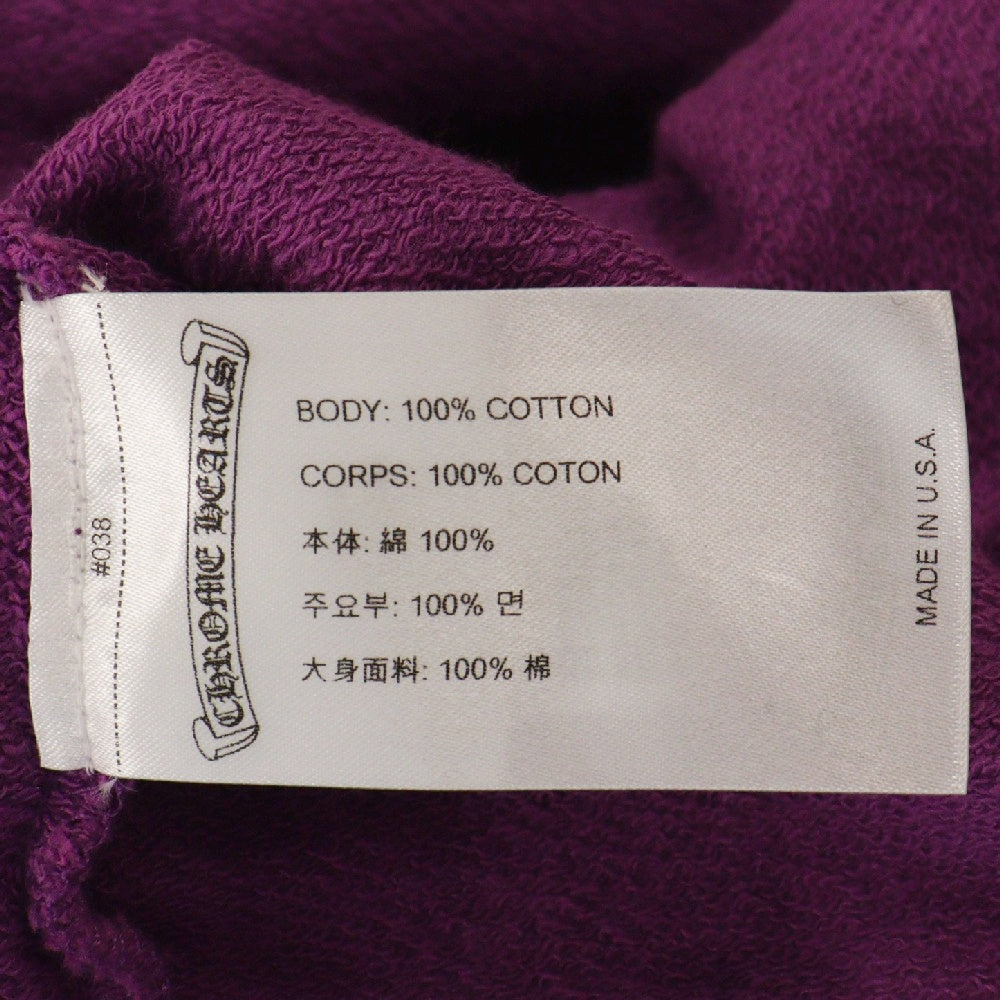 #038
CHROME HEARTS
BODY: 100% COTTON
CORPS: 100% COTON
本体: 綿 100%
주요부: 100% 면
大身面料: 100% 棉
MADE IN U.S.A.